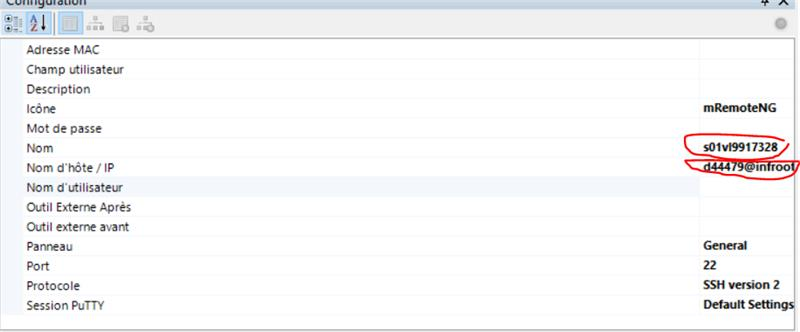 Configuration
Adresse MAC
Champ utilisateur
Description
Icône mRemoteNG
Mot de passe
Nom s01vl9917328
Nom d'hôte / IP d44479@infroot
Nom d'utilisateur
Outil Externe Après
Outil externe avant
Panneau General
Port 22
Protocole SSH version 2
Session PuTTY Default Settings